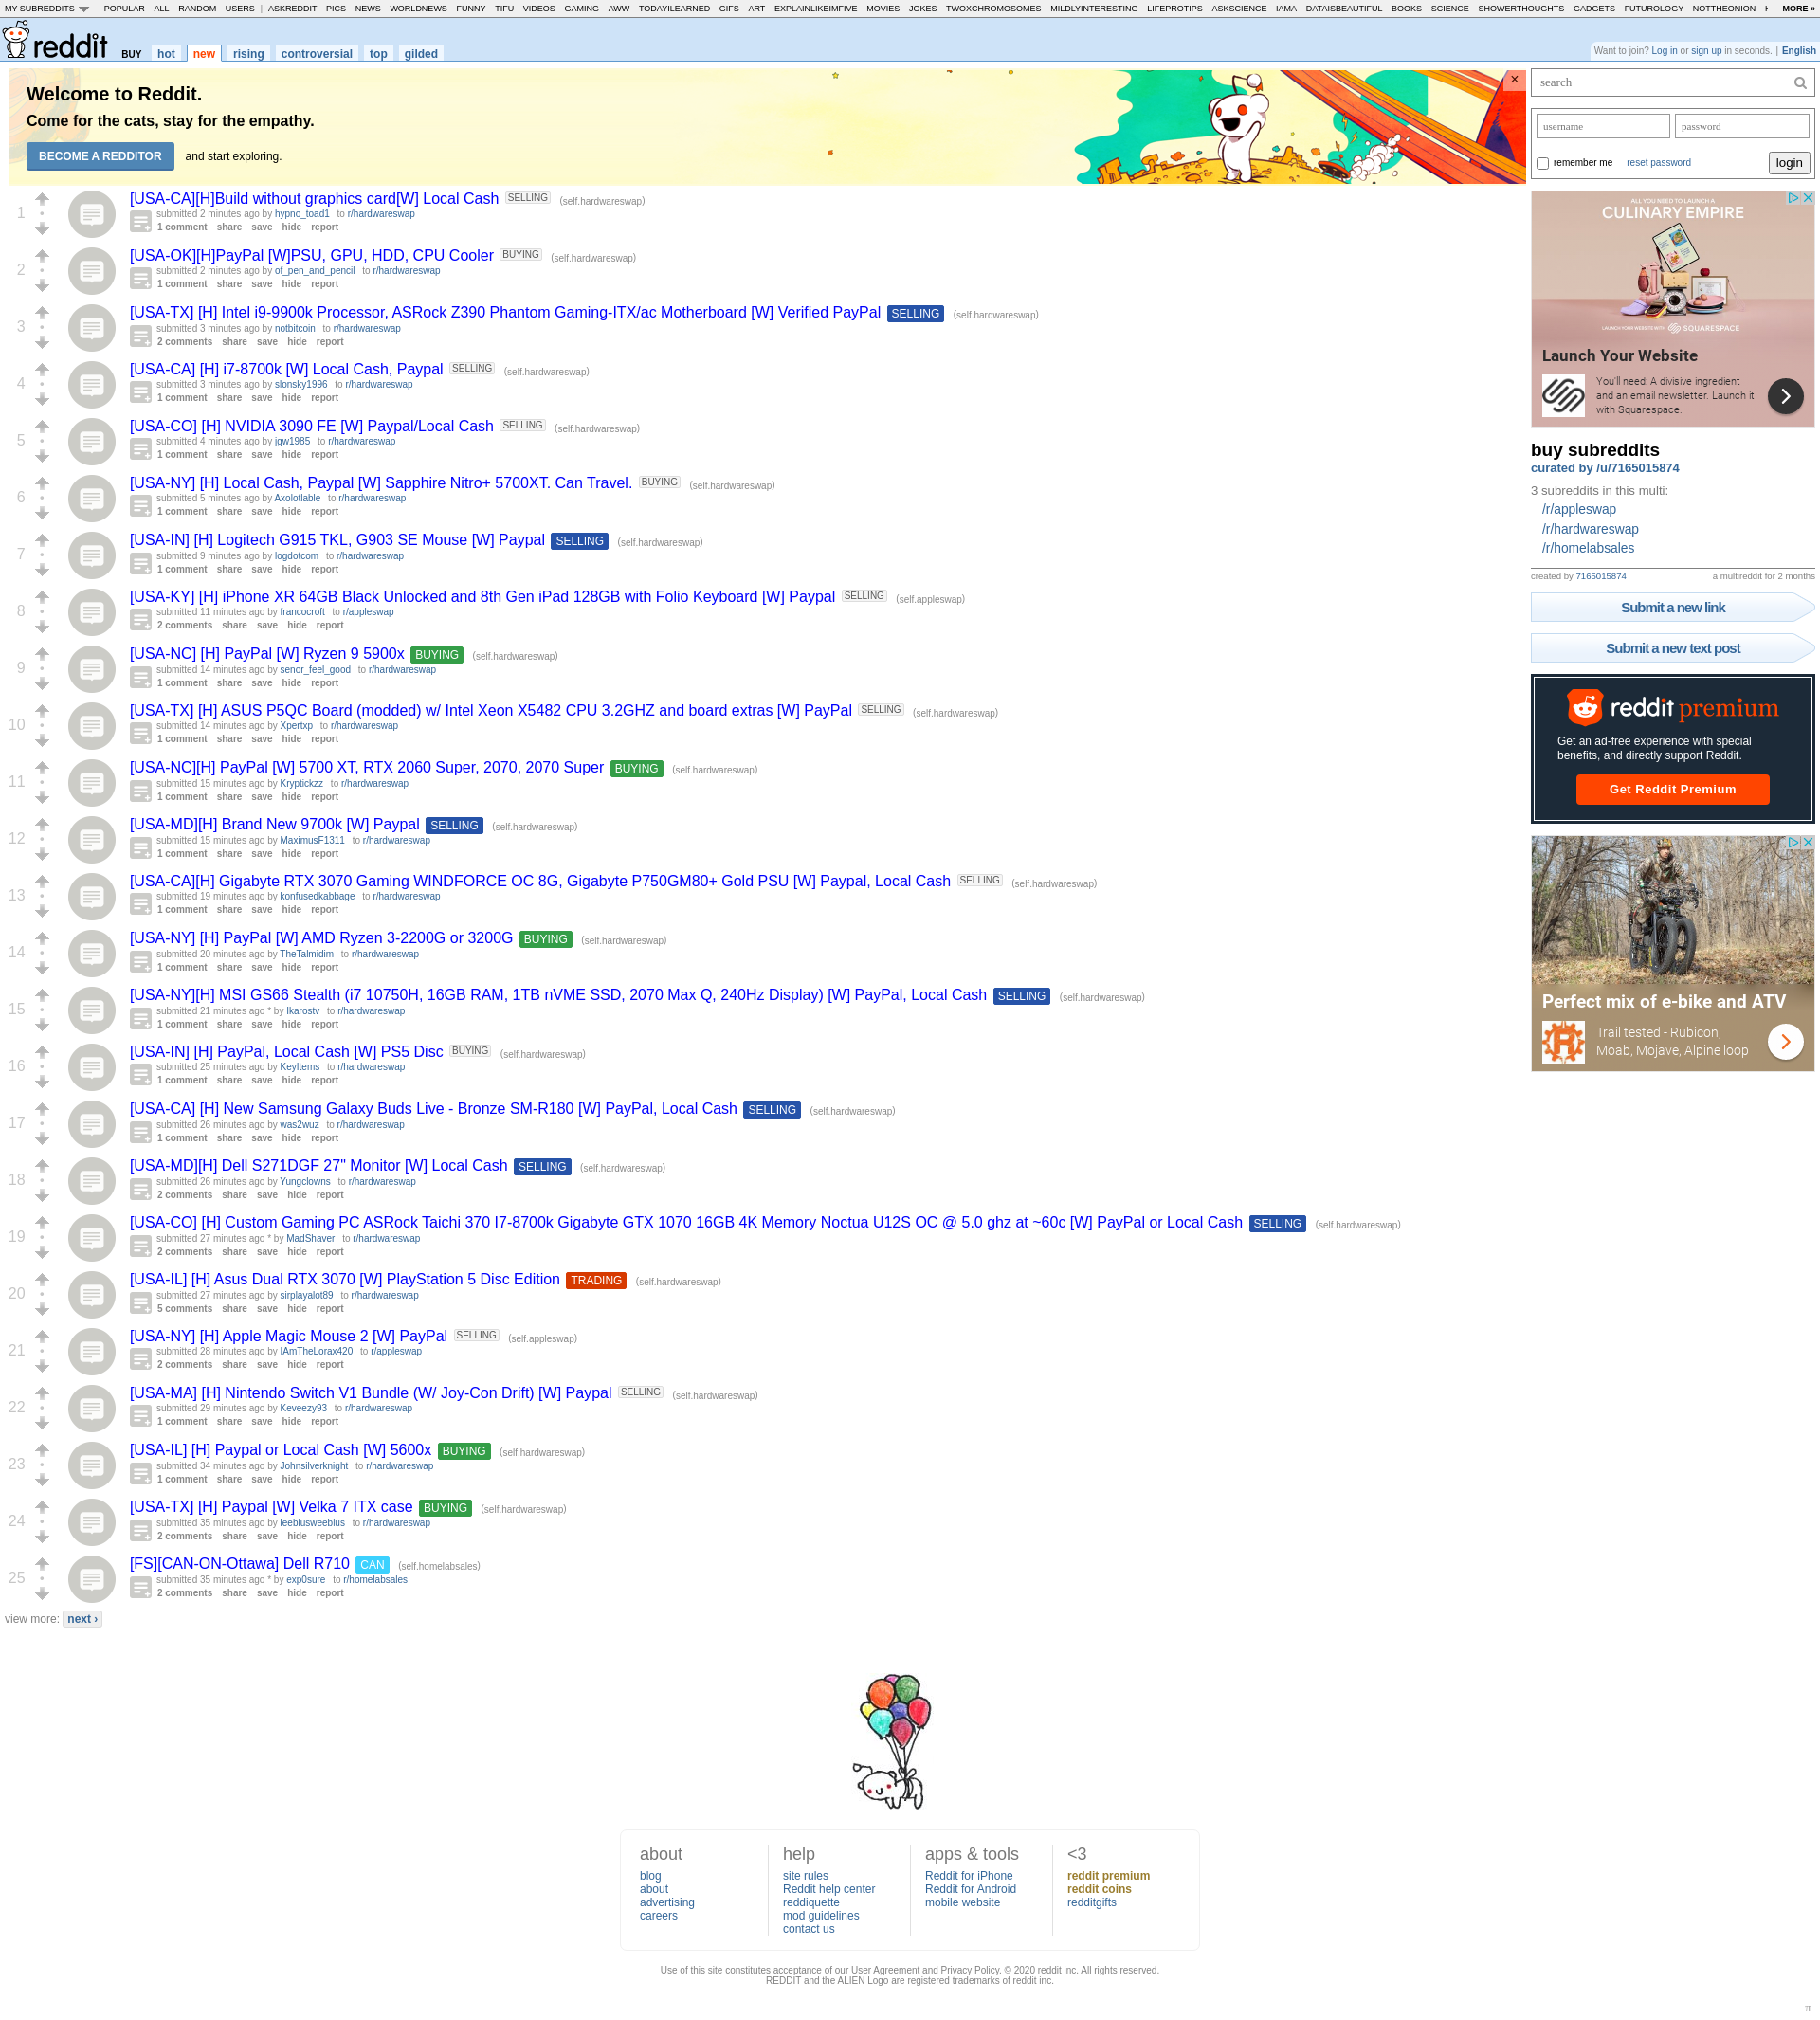 MY SUBREDDITS POPULAR - ALL - RANDOM - USERS | ASKREDDIT - PICS - NEWS - WORLDNEWS - FUNNY - TIFU - VIDEOS - GAMING - AWW - TODAYILEARNED - GIFS - ART - EXPLAINLIKEIMFIVE - MOVIES - JOKES - TWOXCHROMOSOMES - MILDLYINTERESTING - LIFEPROTIPS - ASKSCIENCE - IAMA - DATAISBEAUTIFUL - BOOKS - SCIENCE - SHOWERTHOUGHTS - GADGETS - FUTUROLOGY - NOTTHEONION - MORE »
reddit BUY hot new rising controversial top gilded
Want to join? Log in or sign up in seconds. | English
Welcome to Reddit.
Come for the cats, stay for the empathy.
BECOME A REDDITOR and start exploring.
×
1
[USA-CA][H]Build without graphics card[W] Local Cash SELLING (self.hardwareswap)
submitted 2 minutes ago by hypno_toad1 to r/hardwareswap
1 comment share save hide report
2
[USA-OK][H]PayPal [W]PSU, GPU, HDD, CPU Cooler BUYING (self.hardwareswap)
submitted 2 minutes ago by of_pen_and_pencil to r/hardwareswap
1 comment share save hide report
3
[USA-TX] [H] Intel i9-9900k Processor, ASRock Z390 Phantom Gaming-ITX/ac Motherboard [W] Verified PayPal SELLING (self.hardwareswap)
submitted 3 minutes ago by notbitcoin to r/hardwareswap
2 comments share save hide report
4
[USA-CA] [H] i7-8700k [W] Local Cash, Paypal SELLING (self.hardwareswap)
submitted 3 minutes ago by slonsky1996 to r/hardwareswap
1 comment share save hide report
5
[USA-CO] [H] NVIDIA 3090 FE [W] Paypal/Local Cash SELLING (self.hardwareswap)
submitted 4 minutes ago by jgw1985 to r/hardwareswap
1 comment share save hide report
6
[USA-NY] [H] Local Cash, Paypal [W] Sapphire Nitro+ 5700XT. Can Travel. BUYING (self.hardwareswap)
submitted 5 minutes ago by Axolotlable to r/hardwareswap
1 comment share save hide report
7
[USA-IN] [H] Logitech G915 TKL, G903 SE Mouse [W] Paypal SELLING (self.hardwareswap)
submitted 9 minutes ago by logdotcom to r/hardwareswap
1 comment share save hide report
8
[USA-KY] [H] iPhone XR 64GB Black Unlocked and 8th Gen iPad 128GB with Folio Keyboard [W] Paypal SELLING (self.appleswap)
submitted 11 minutes ago by francocroft to r/appleswap
2 comments share save hide report
9
[USA-NC] [H] PayPal [W] Ryzen 9 5900x BUYING (self.hardwareswap)
submitted 14 minutes ago by senor_feel_good to r/hardwareswap
1 comment share save hide report
10
[USA-TX] [H] ASUS P5QC Board (modded) w/ Intel Xeon X5482 CPU 3.2GHZ and board extras [W] PayPal SELLING (self.hardwareswap)
submitted 14 minutes ago by Xpertxp to r/hardwareswap
1 comment share save hide report
11
[USA-NC][H] PayPal [W] 5700 XT, RTX 2060 Super, 2070, 2070 Super BUYING (self.hardwareswap)
submitted 15 minutes ago by Kryptickzz to r/hardwareswap
1 comment share save hide report
12
[USA-MD][H] Brand New 9700k [W] Paypal SELLING (self.hardwareswap)
submitted 15 minutes ago by MaximusF1311 to r/hardwareswap
1 comment share save hide report
13
[USA-CA][H] Gigabyte RTX 3070 Gaming WINDFORCE OC 8G, Gigabyte P750GM80+ Gold PSU [W] Paypal, Local Cash SELLING (self.hardwareswap)
submitted 19 minutes ago by konfusedkabbage to r/hardwareswap
1 comment share save hide report
14
[USA-NY] [H] PayPal [W] AMD Ryzen 3-2200G or 3200G BUYING (self.hardwareswap)
submitted 20 minutes ago by TheTalmidim to r/hardwareswap
1 comment share save hide report
15
[USA-NY][H] MSI GS66 Stealth (i7 10750H, 16GB RAM, 1TB nVME SSD, 2070 Max Q, 240Hz Display) [W] PayPal, Local Cash SELLING (self.hardwareswap)
submitted 21 minutes ago * by Ikarostv to r/hardwareswap
1 comment share save hide report
16
[USA-IN] [H] PayPal, Local Cash [W] PS5 Disc BUYING (self.hardwareswap)
submitted 25 minutes ago by KeyItems to r/hardwareswap
1 comment share save hide report
17
[USA-CA] [H] New Samsung Galaxy Buds Live - Bronze SM-R180 [W] PayPal, Local Cash SELLING (self.hardwareswap)
submitted 26 minutes ago by was2wuz to r/hardwareswap
1 comment share save hide report
18
[USA-MD][H] Dell S271DGF 27" Monitor [W] Local Cash SELLING (self.hardwareswap)
submitted 26 minutes ago by Yungclowns to r/hardwareswap
2 comments share save hide report
19
[USA-CO] [H] Custom Gaming PC ASRock Taichi 370 I7-8700k Gigabyte GTX 1070 16GB 4K Memory Noctua U12S OC @ 5.0 ghz at ~60c [W] PayPal or Local Cash SELLING (self.hardwareswap)
submitted 27 minutes ago * by MadShaver to r/hardwareswap
2 comments share save hide report
20
[USA-IL] [H] Asus Dual RTX 3070 [W] PlayStation 5 Disc Edition TRADING (self.hardwareswap)
submitted 27 minutes ago by sirplayalot89 to r/hardwareswap
5 comments share save hide report
21
[USA-NY] [H] Apple Magic Mouse 2 [W] PayPal SELLING (self.appleswap)
submitted 28 minutes ago by IAmTheLorax420 to r/appleswap
2 comments share save hide report
22
[USA-MA] [H] Nintendo Switch V1 Bundle (W/ Joy-Con Drift) [W] Paypal SELLING (self.hardwareswap)
submitted 29 minutes ago by Keveezy93 to r/hardwareswap
1 comment share save hide report
23
[USA-IL] [H] Paypal or Local Cash [W] 5600x BUYING (self.hardwareswap)
submitted 34 minutes ago by Johnsilverknight to r/hardwareswap
1 comment share save hide report
24
[USA-TX] [H] Paypal [W] Velka 7 ITX case BUYING (self.hardwareswap)
submitted 35 minutes ago by leebiusweebius to r/hardwareswap
2 comments share save hide report
25
[FS][CAN-ON-Ottawa] Dell R710 CAN (self.homelabsales)
submitted 35 minutes ago * by exp0sure to r/homelabsales
2 comments share save hide report
view more: next ›
search
username password
remember me reset password login
ALL YOU NEED TO LAUNCH A
CULINARY EMPIRE
LAUNCH YOUR WEBSITE WITH SQUARESPACE
Launch Your Website
You'll need: A divisive ingredient
and an email newsletter. Launch it
with Squarespace.
buy subreddits
curated by /u/7165015874
3 subreddits in this multi:
/r/appleswap
/r/hardwareswap
/r/homelabsales
created by 7165015874 a multireddit for 2 months
Submit a new link
Submit a new text post
reddit premium
Get an ad-free experience with special
benefits, and directly support Reddit.
Get Reddit Premium
Perfect mix of e-bike and ATV
Trail tested - Rubicon,
Moab, Mojave, Alpine loop
about
blog
about
advertising
careers
help
site rules
Reddit help center
reddiquette
mod guidelines
contact us
apps & tools
Reddit for iPhone
Reddit for Android
mobile website
<3
reddit premium
reddit coins
redditgifts
Use of this site constitutes acceptance of our User Agreement and Privacy Policy. © 2020 reddit inc. All rights reserved.
REDDIT and the ALIEN Logo are registered trademarks of reddit inc.
π